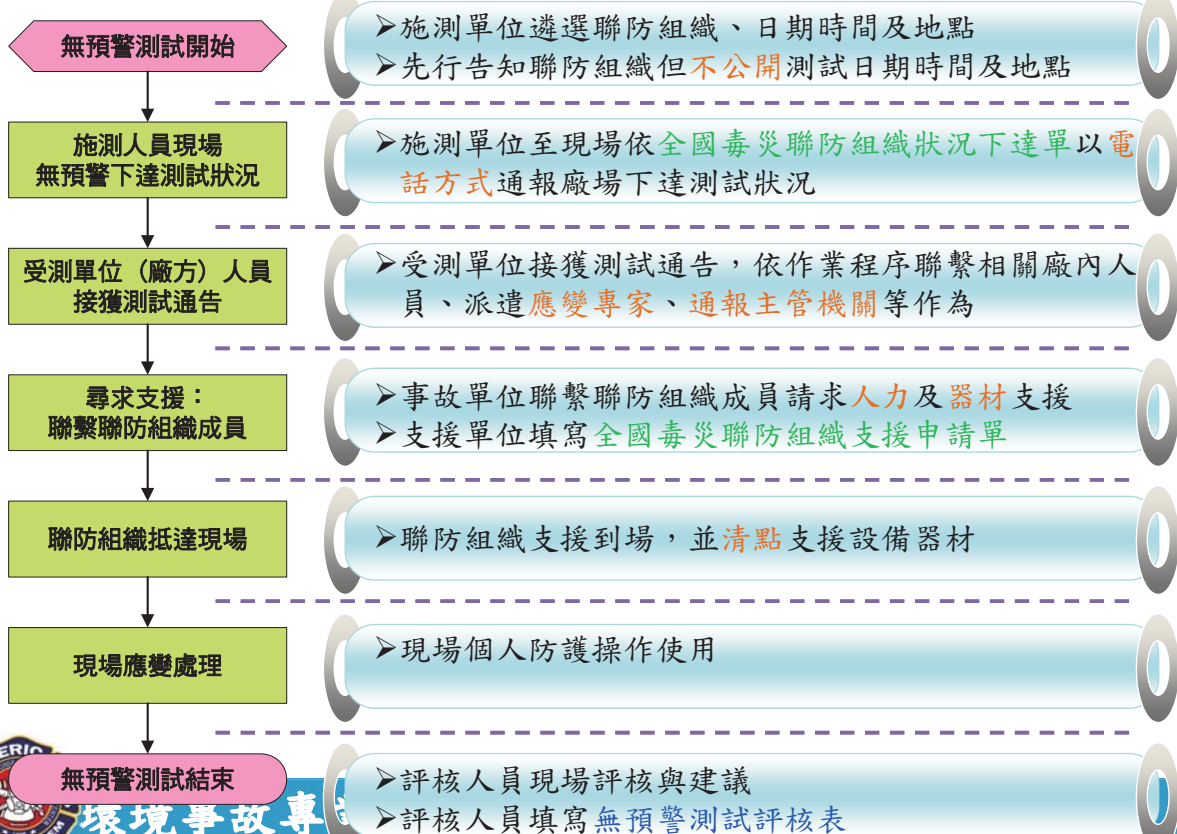 無預警測試開始
➢施測單位遴選聯防組織、日期時間及地點
➢先行告知聯防組織但不公開測試日期時間及地點
施測人員現場
無預警下達測試狀況
➢施測單位至現場依全國毒災聯防組織狀況下達單以電
話方式通報廠場下達測試狀況
受測單位（廠方）人員
接獲測試通告
➢受測單位接獲測試通告，依作業程序聯繫相關廠內人
員、派遣應變專家、通報主管機關等作為
尋求支援：
聯繫聯防組織成員
➢事故單位聯繫聯防組織成員請求人力及器材支援
➢支援單位填寫全國毒災聯防組織支援申請單
聯防組織抵達現場
➢聯防組織支援到場，並清點支援設備器材
現場應變處理
➢現場個人防護操作使用
無預警測試結束
➢評核人員現場評核與建議
➢評核人員填寫無預警測試評核表
環境事故專